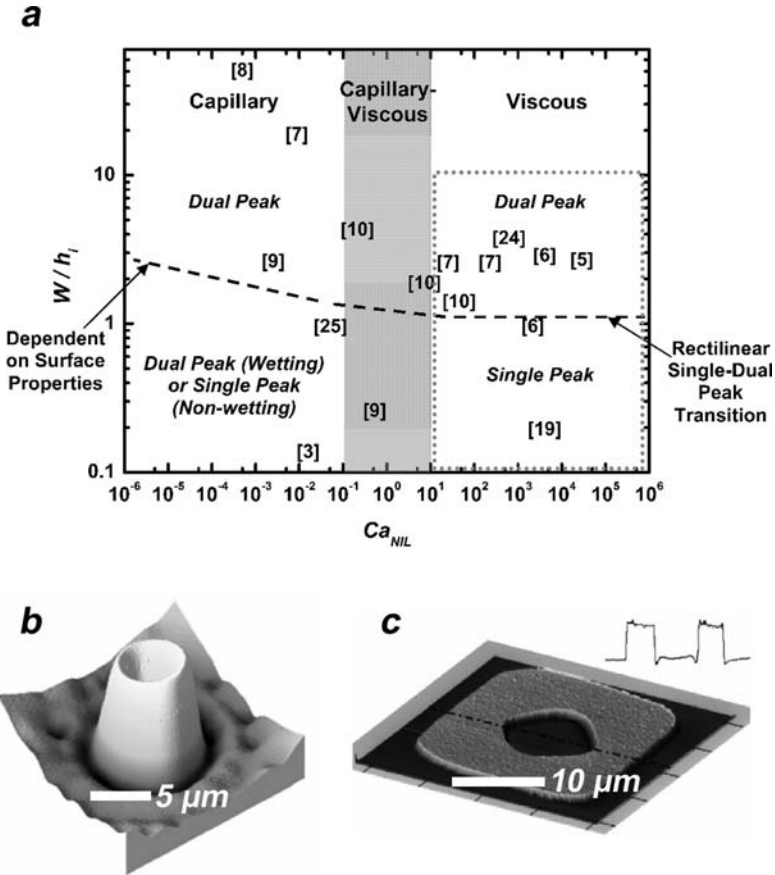 a
[8]
Capillary
Capillary-
Viscous
Viscous
[7]
10
Dual Peak
Dual Peak
[10]
[24]
[9]
[7]
[7]
[6]
[5]
[10]
[10]
W / h_i
1
[25]
[6]
Dependent
on Surface
Properties
Dual Peak (Wetting)
or Single Peak
(Non-wetting)
Single Peak
Rectilinear
Single-Dual
Peak
Transition
[9]
[19]
[3]
0.1
10^-6 10^-5 10^-4 10^-3 10^-2 10^-1 10^0 10^1 10^2 10^3 10^4 10^5 10^6
Ca_NIL
b
5 μm
c
10 μm